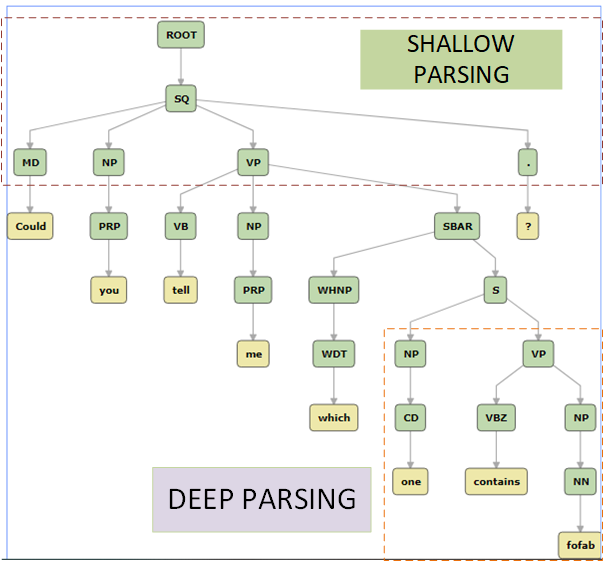 ROOT
SHALLOW
PARSING
SQ
MD NP VP .
Could PRP VB NP SBAR ?
you tell PRP WHNP S
me WDT NP VP
which CD VBZ NP
one contains NN
DEEP PARSING
fofab